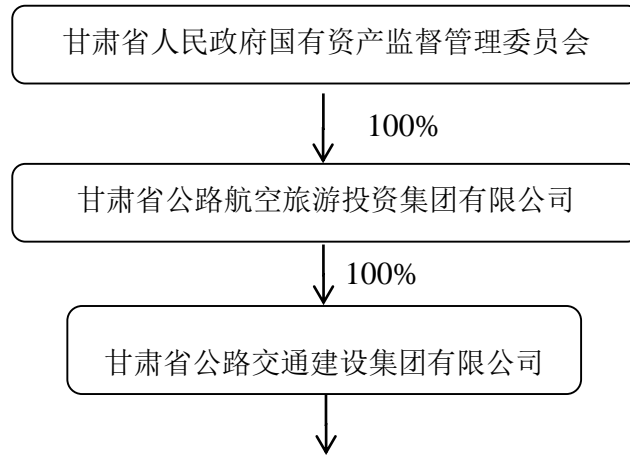 甘肃省人民政府国有资产监督管理委员会
100%
甘肃省公路航空旅游投资集团有限公司
100%
甘肃省公路交通建设集团有限公司